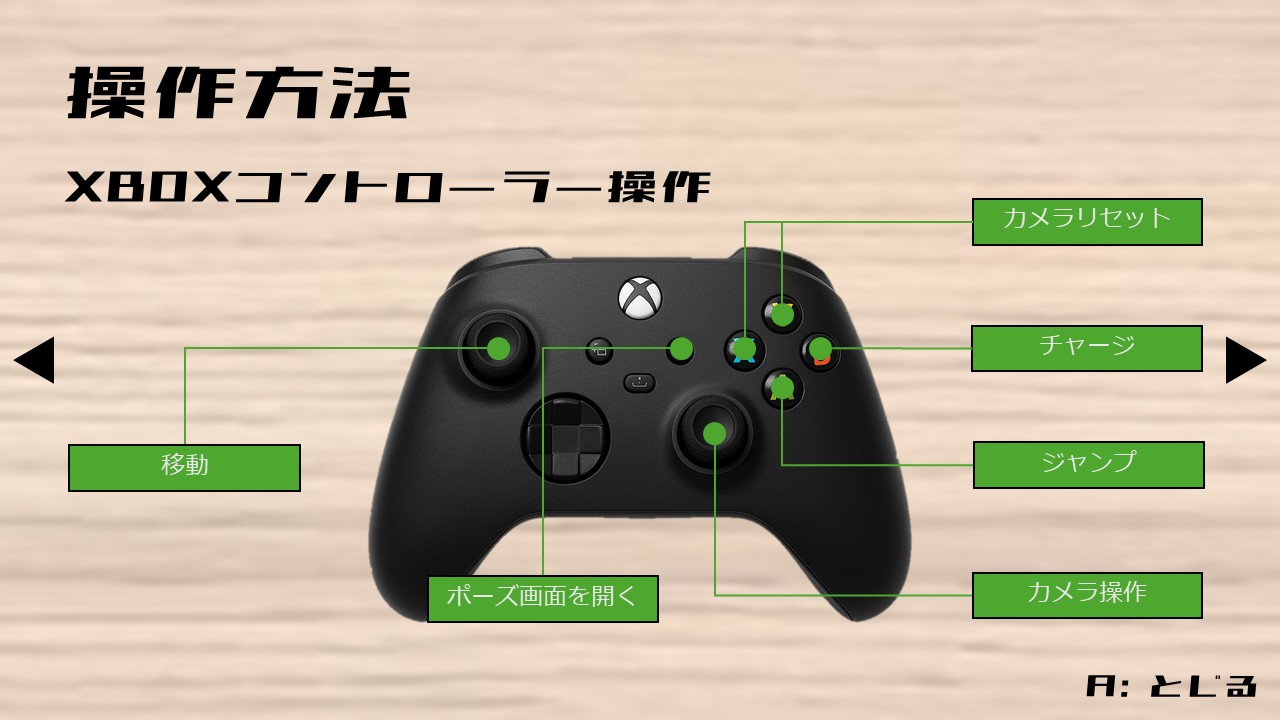 操作方法
XBOXコントローラー操作
カメラリセット
チャージ
移動
ジャンプ
ポーズ画面を開く
カメラ操作
A: とじる